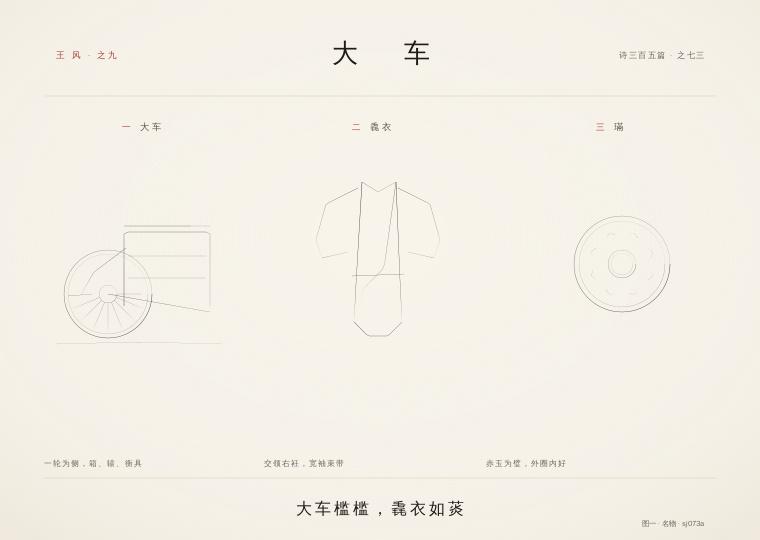 王 风 · 之九
大 车
诗三百五篇 · 之七三
一 大车
二 毳衣
三 璊
一轮为侧，箱、辕、衡具
交领右衽，宽袖束带
赤玉为璧，外圈内好
大车槛槛，毳衣如菼
图一 · 名物 · sj073a